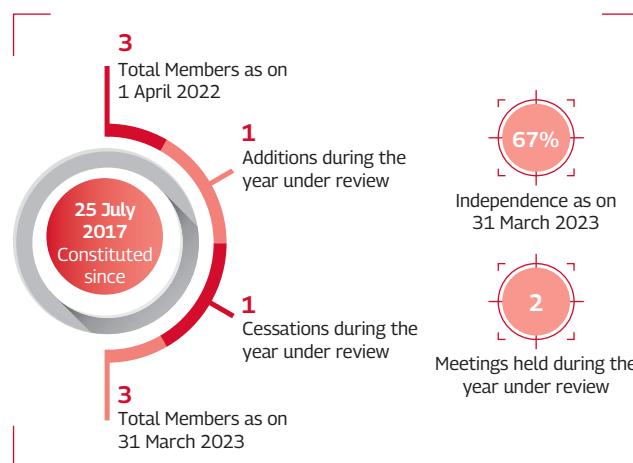 3
Total Members as on
1 April 2022
1
Additions during the
year under review
25 July
2017
Constituted
since
1
Cessations during the
year under review
3
Total Members as on
31 March 2023
67%
Independence as on
31 March 2023
2
Meetings held during the
year under review